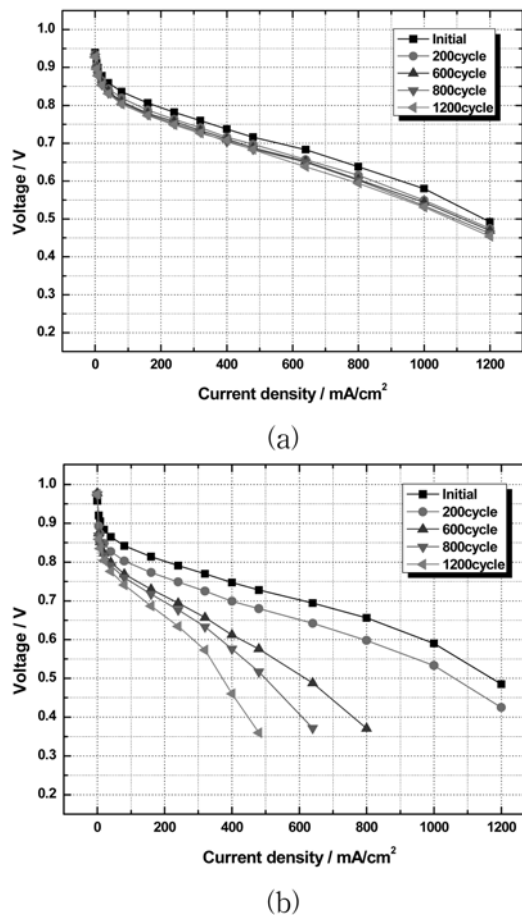 1.0
0.9
0.8
0.7
0.6
0.5
0.4
0.3
0.2
Voltage / V
Initial
200cycle
600cycle
800cycle
1200cycle
0 200 400 600 800 1000 1200
Current density / mA/cm²
(a)
1.0
0.9
0.8
0.7
0.6
0.5
0.4
0.3
0.2
Voltage / V
Initial
200cycle
600cycle
800cycle
1200cycle
0 200 400 600 800 1000 1200
Current density / mA/cm²
(b)